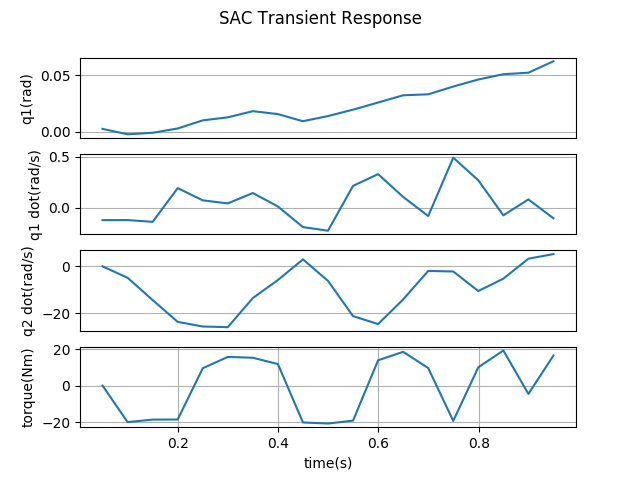 SAC Transient Response
q1(rad)
0.05
0.00
q1 dot(rad/s)
0.5
0.0
q2 dot(rad/s)
0
−20
torque(Nm)
20
0
−20
0.2 0.4 0.6 0.8
time(s)